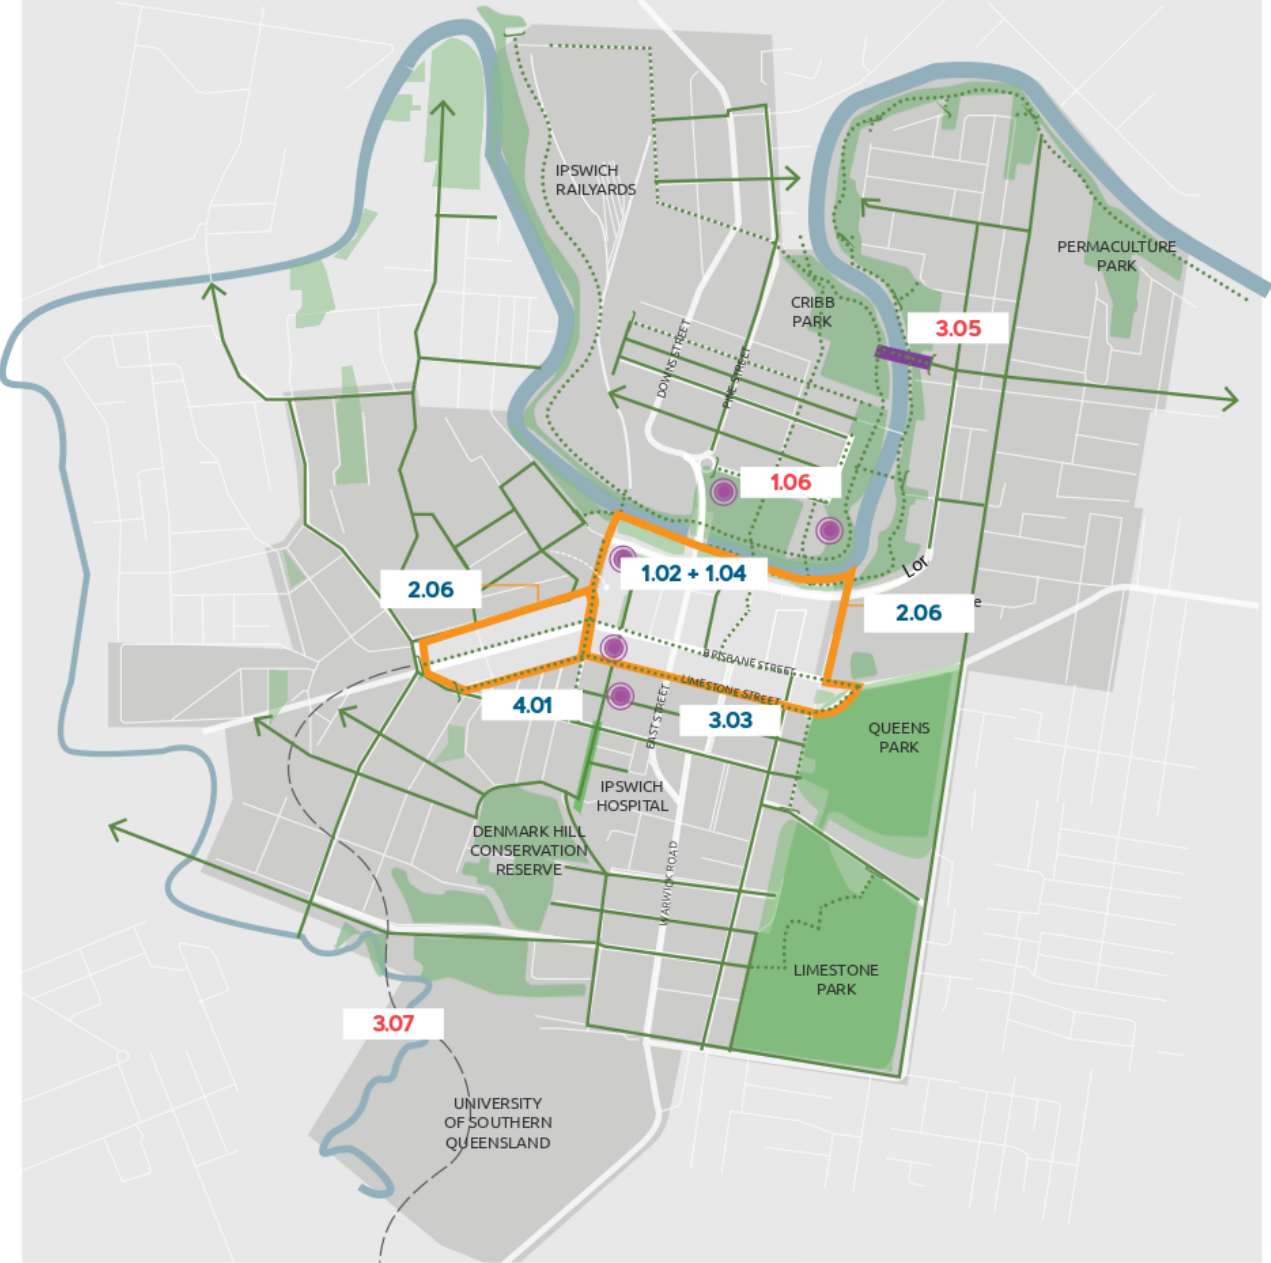 IPSWICH
RAILYARDS
PERMACULTURE
PARK
CRIBB
PARK
3.05
DOWNS STREET
PINE STREET
1.06
1.02 + 1.04
Lor
2.06
e
2.06
BRISBANE STREET
LIMESTONE STREET
4.01
3.03
EAST STREET
QUEENS
PARK
IPSWICH
HOSPITAL
DENMARK HILL
CONSERVATION
RESERVE
WARWICK ROAD
LIMESTONE
PARK
3.07
UNIVERSITY
OF SOUTHERN
QUEENSLAND